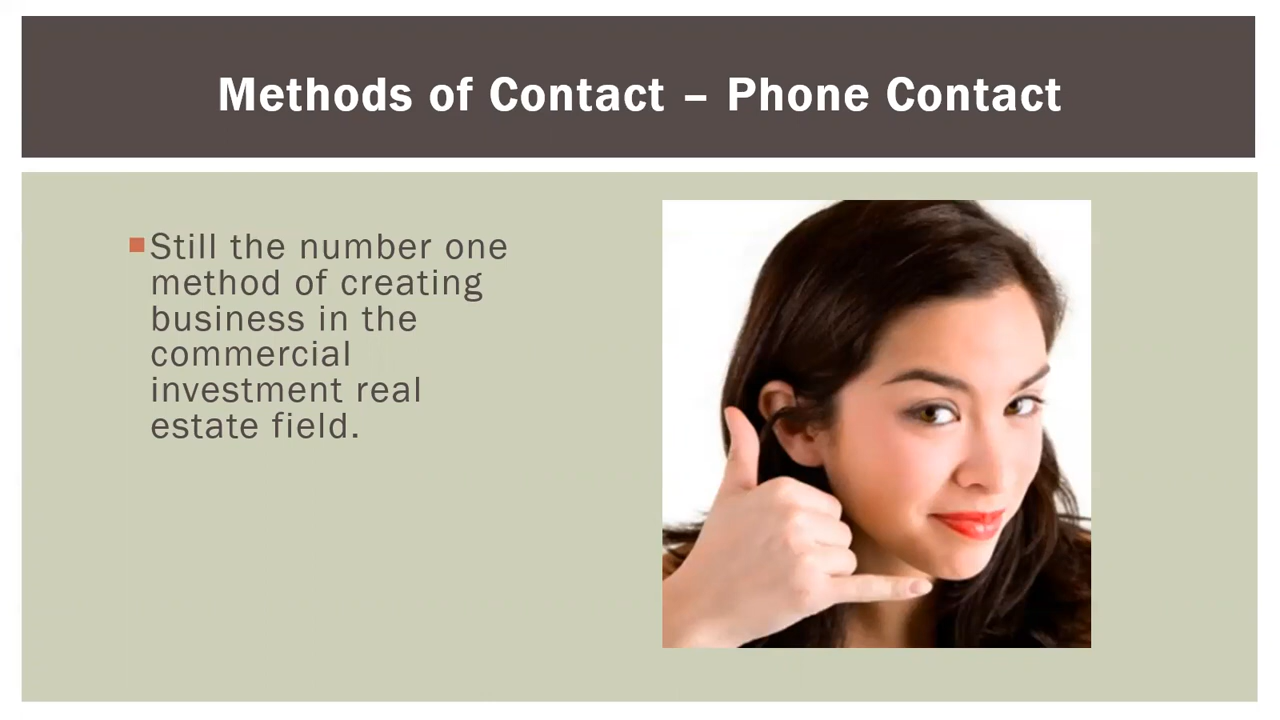 Methods of Contact – Phone Contact
Still the number one
method of creating
business in the
commercial
investment real
estate field.